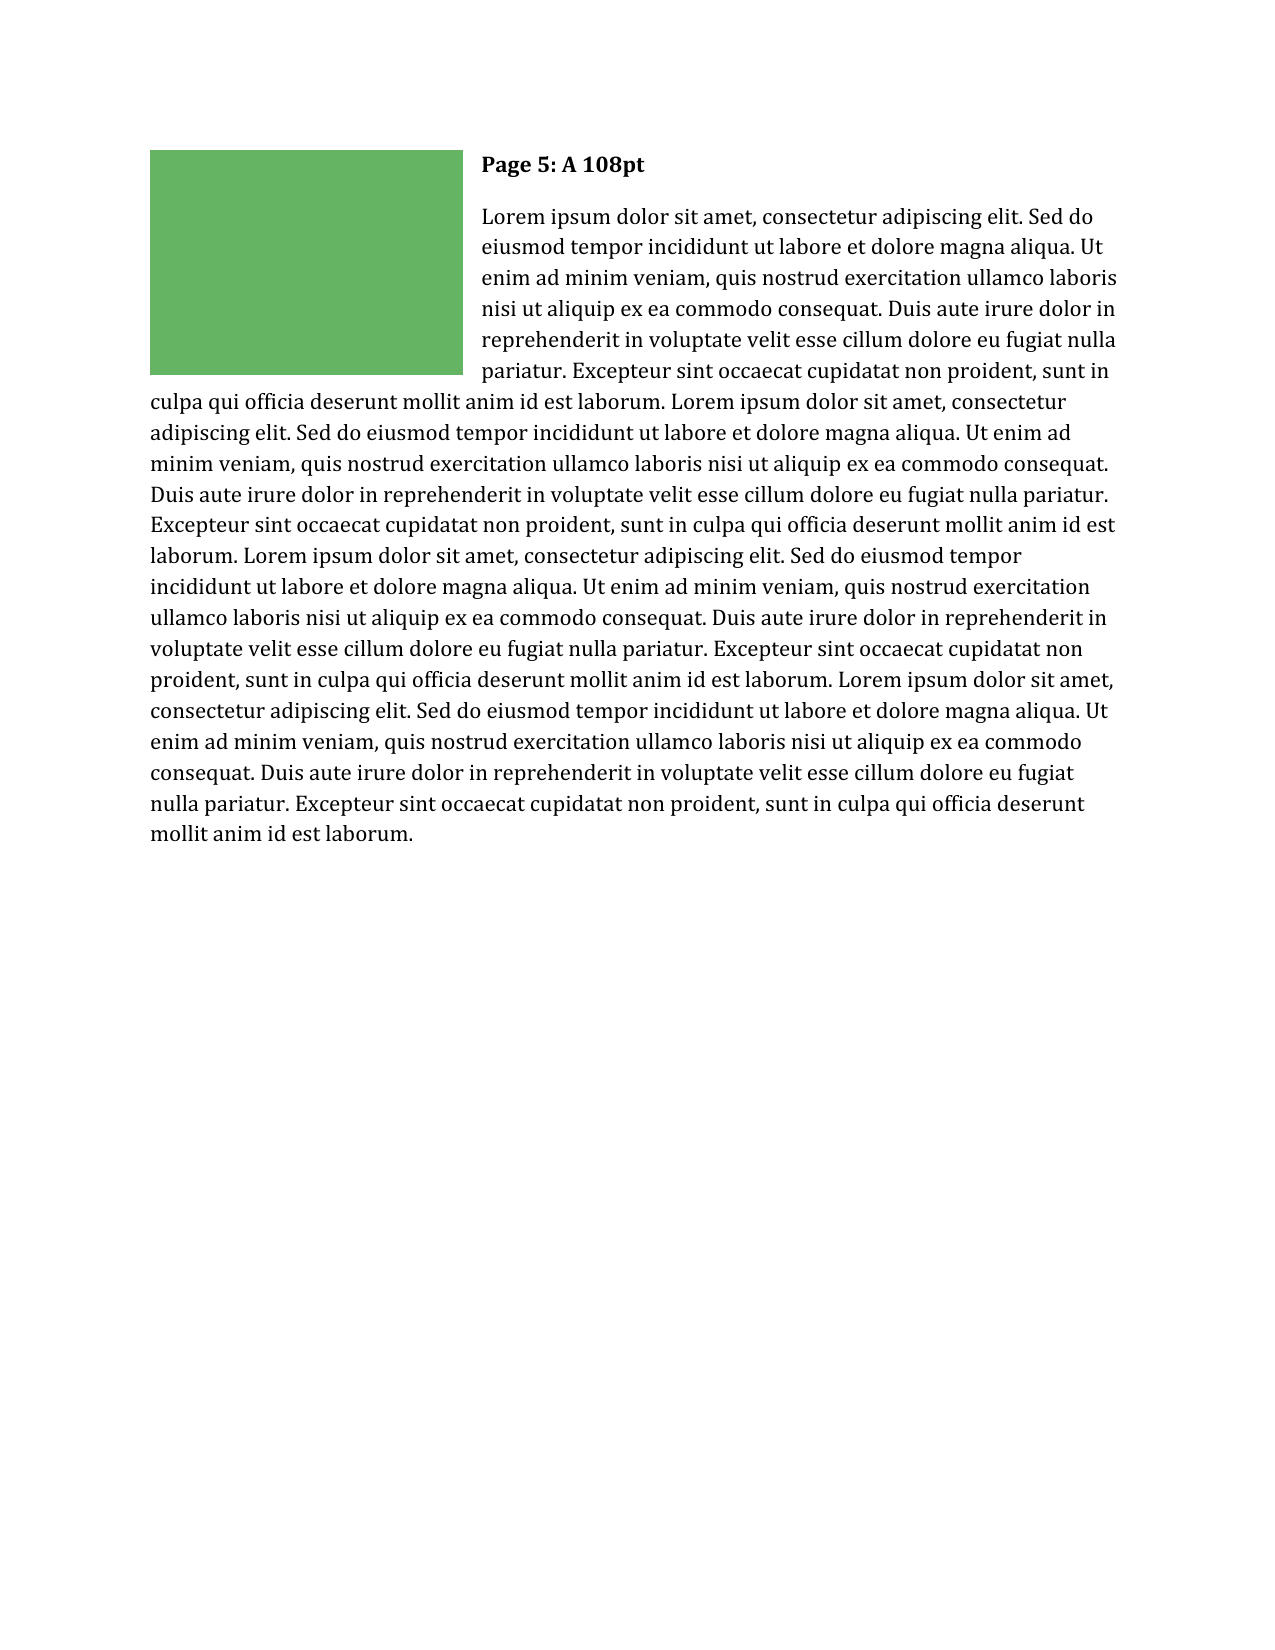 Page 5: A 108pt
Lorem ipsum dolor sit amet, consectetur adipiscing elit. Sed do
eiusmod tempor incididunt ut labore et dolore magna aliqua. Ut
enim ad minim veniam, quis nostrud exercitation ullamco laboris
nisi ut aliquip ex ea commodo consequat. Duis aute irure dolor in
reprehenderit in voluptate velit esse cillum dolore eu fugiat nulla
pariatur. Excepteur sint occaecat cupidatat non proident, sunt in
culpa qui officia deserunt mollit anim id est laborum. Lorem ipsum dolor sit amet, consectetur
adipiscing elit. Sed do eiusmod tempor incididunt ut labore et dolore magna aliqua. Ut enim ad
minim veniam, quis nostrud exercitation ullamco laboris nisi ut aliquip ex ea commodo consequat.
Duis aute irure dolor in reprehenderit in voluptate velit esse cillum dolore eu fugiat nulla pariatur.
Excepteur sint occaecat cupidatat non proident, sunt in culpa qui officia deserunt mollit anim id est
laborum. Lorem ipsum dolor sit amet, consectetur adipiscing elit. Sed do eiusmod tempor
incididunt ut labore et dolore magna aliqua. Ut enim ad minim veniam, quis nostrud exercitation
ullamco laboris nisi ut aliquip ex ea commodo consequat. Duis aute irure dolor in reprehenderit in
voluptate velit esse cillum dolore eu fugiat nulla pariatur. Excepteur sint occaecat cupidatat non
proident, sunt in culpa qui officia deserunt mollit anim id est laborum. Lorem ipsum dolor sit amet,
consectetur adipiscing elit. Sed do eiusmod tempor incididunt ut labore et dolore magna aliqua. Ut
enim ad minim veniam, quis nostrud exercitation ullamco laboris nisi ut aliquip ex ea commodo
consequat. Duis aute irure dolor in reprehenderit in voluptate velit esse cillum dolore eu fugiat
nulla pariatur. Excepteur sint occaecat cupidatat non proident, sunt in culpa qui officia deserunt
mollit anim id est laborum.